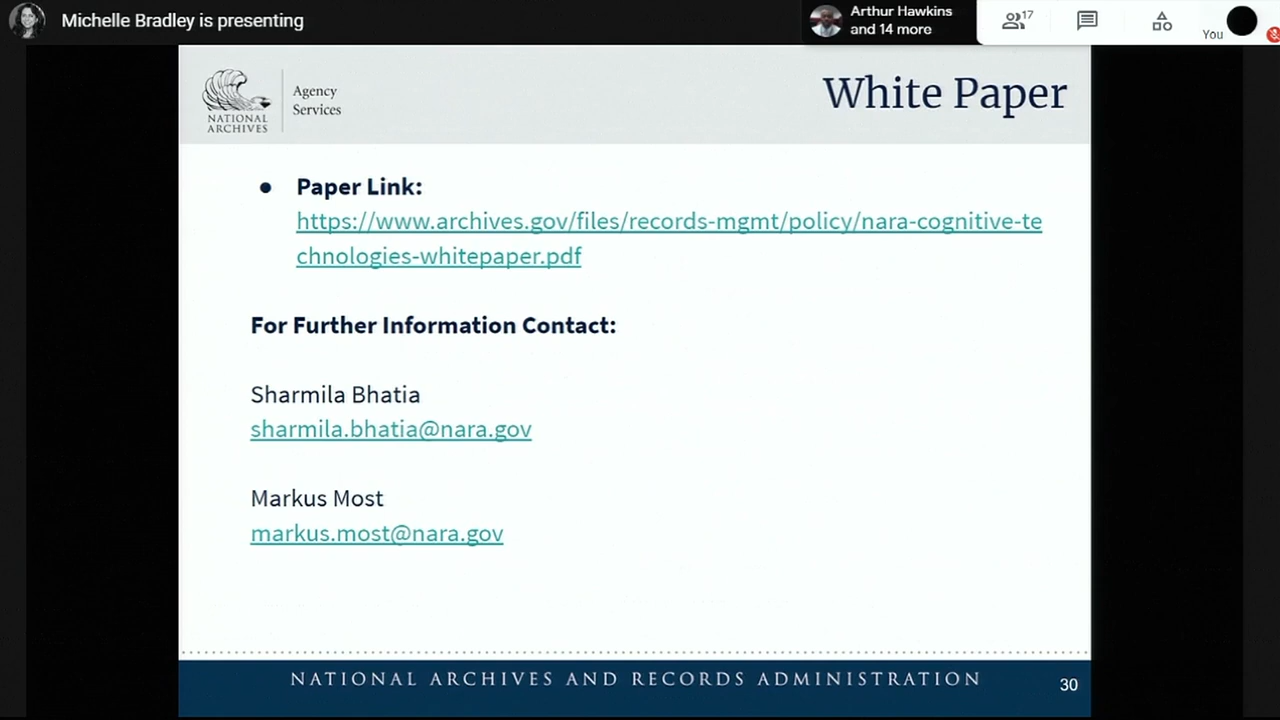 Michelle Bradley is presenting
Arthur Hawkins
and 14 more
17
You
NATIONAL
ARCHIVES
Agency
Services
White Paper
● Paper Link:
https://www.archives.gov/files/records-mgmt/policy/nara-cognitive-te
chnologies-whitepaper.pdf
For Further Information Contact:
Sharmila Bhatia
sharmila.bhatia@nara.gov
Markus Most
markus.most@nara.gov
NATIONAL ARCHIVES AND RECORDS ADMINISTRATION
30